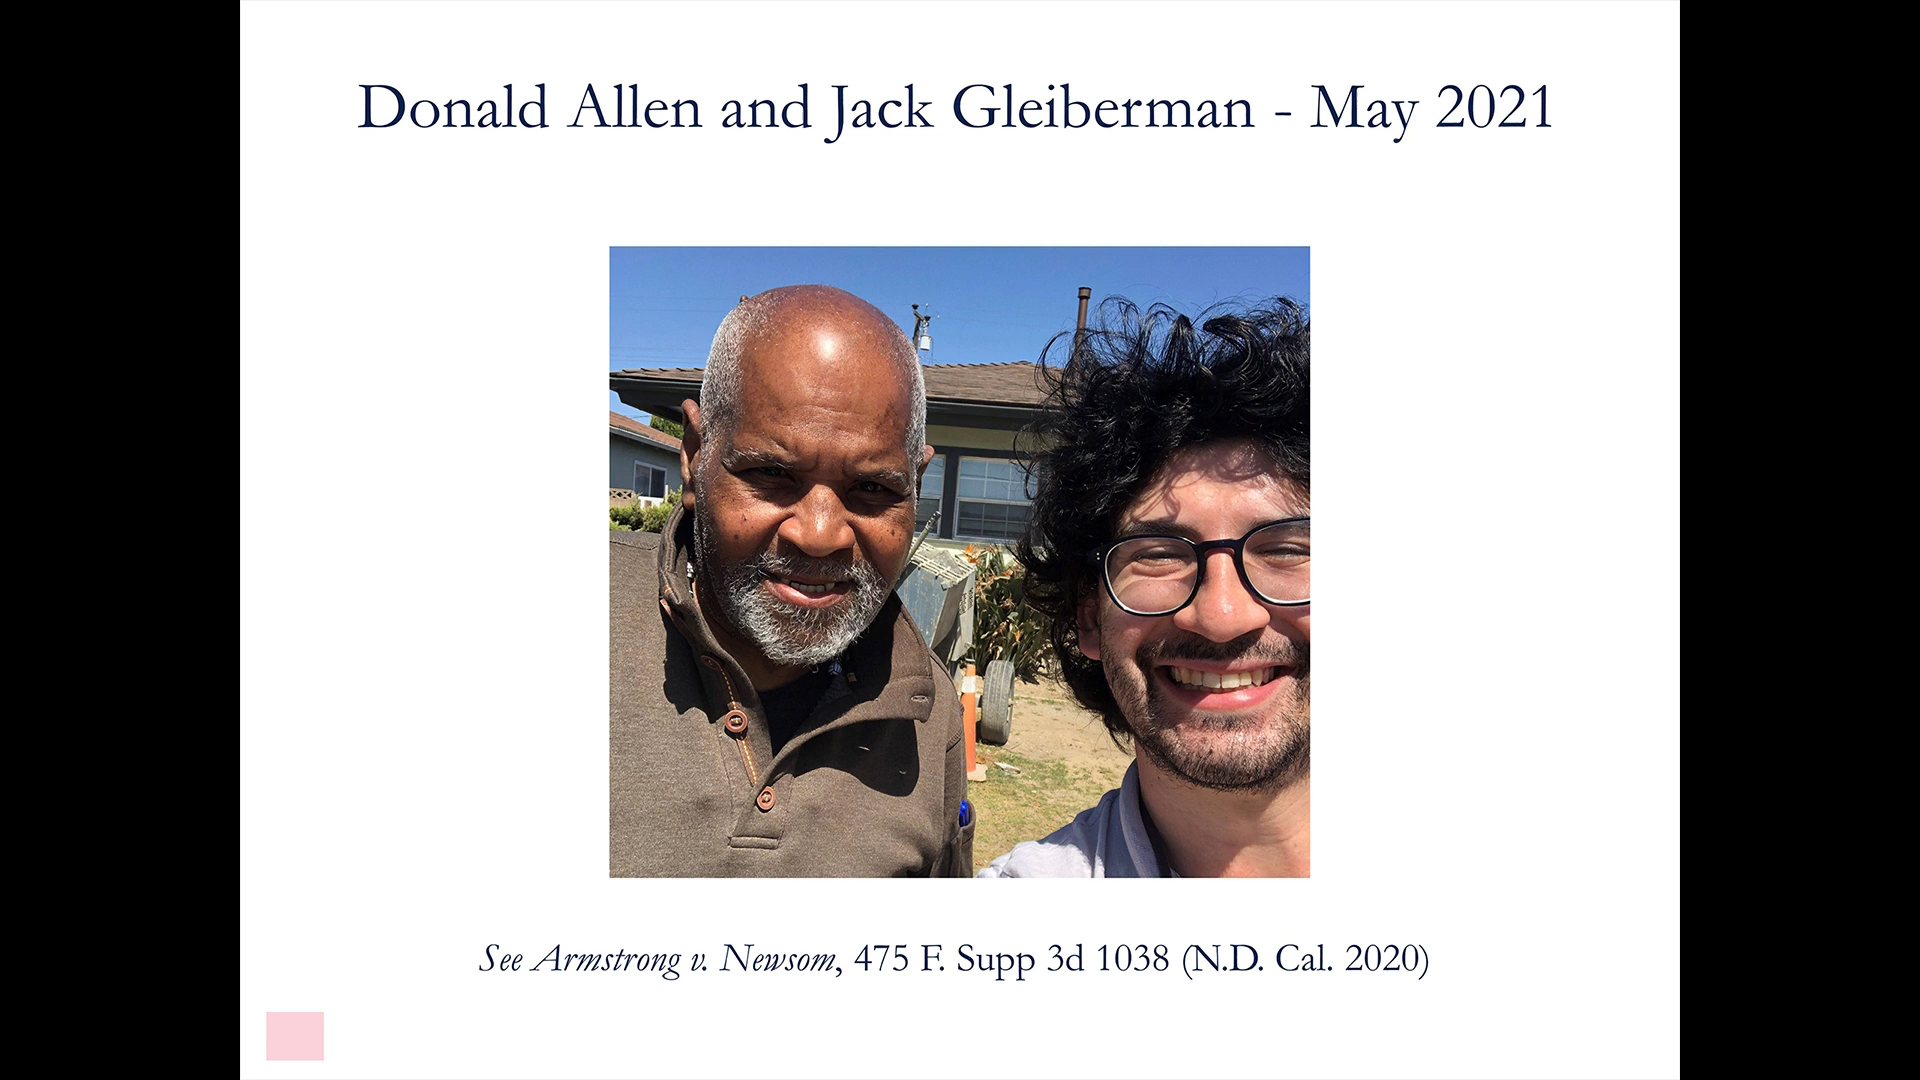 Donald Allen and Jack Gleiberman - May 2021
See Armstrong v. Newsom, 475 F. Supp 3d 1038 (N.D. Cal. 2020)